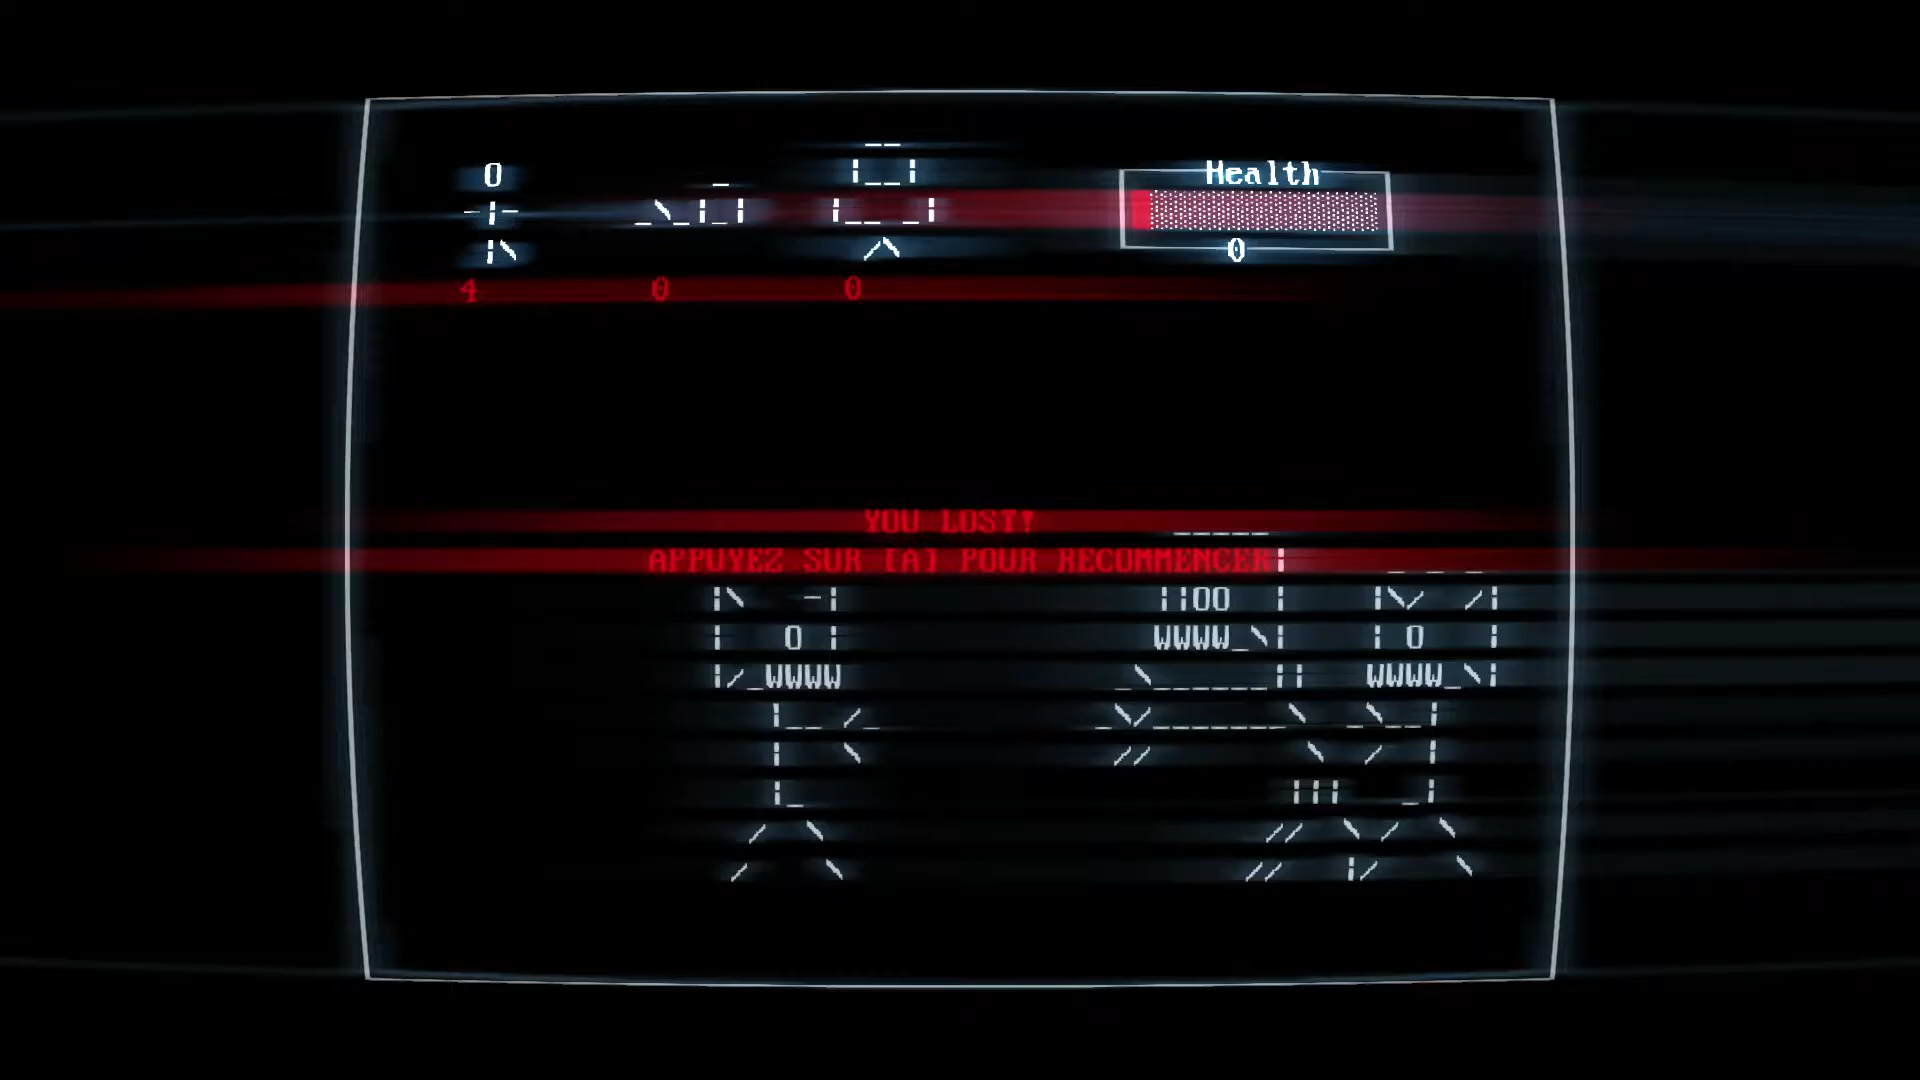 Health
0
4 0 0
YOU LOST!
APPUYEZ SUR [A] POUR RECOMMENCER